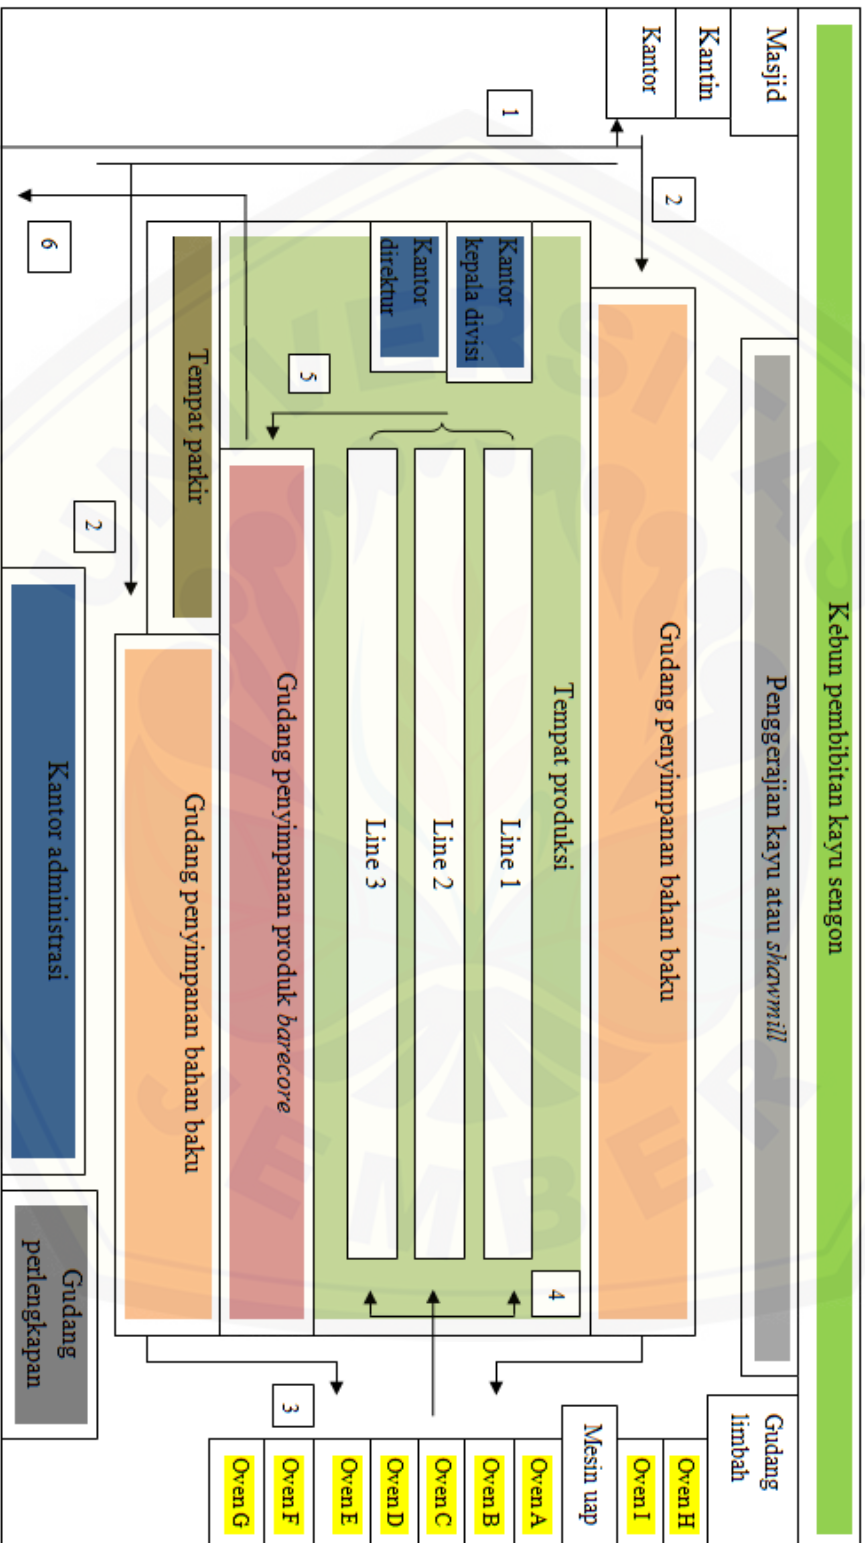 Kebun pembibitan kayu sengon
Masjid
Kantin
Kantor
Penggerajian kayu atau shawmill
Gudang
limbah
1
2
Gudang penyimpanan bahan baku
Oven H
Oven I
Mesin uap
Kantor
kepala divisi
Kantor
direktur
Tempat produksi
Line 1
Line 2
Line 3
4
5
Oven A
Oven B
Oven C
Oven D
Oven E
Oven F
Oven G
3
Gudang penyimpanan produk barecore
Tempat parkir
Gudang penyimpanan bahan baku
6
2
Kantor administrasi
Gudang
perlengkapan
UNIVERSITAS
JEMBER